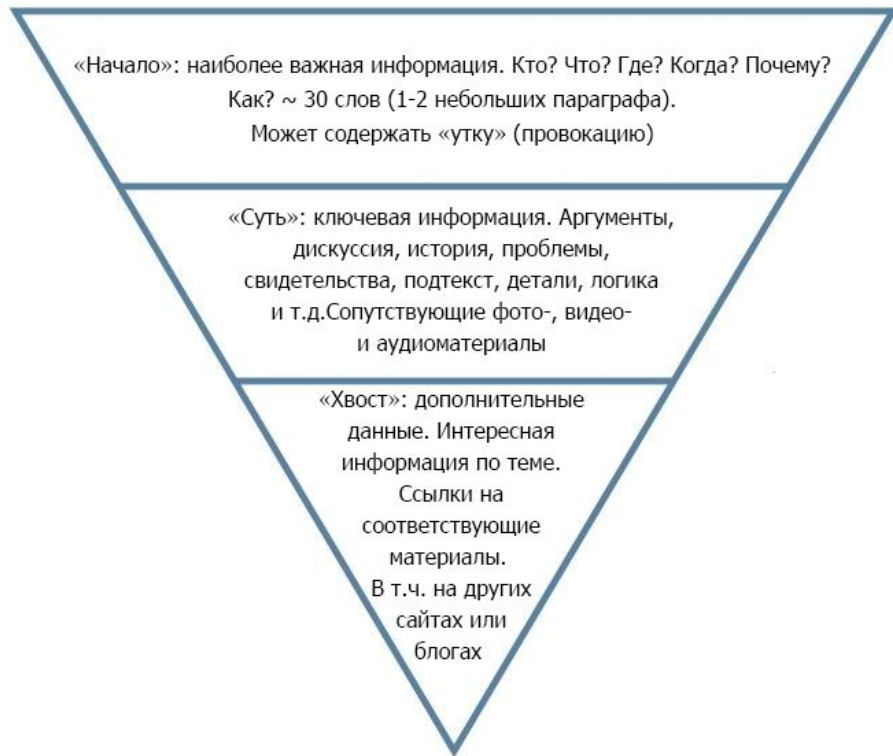 «Начало»: наиболее важная информация. Кто? Что? Где? Когда? Почему?
Как? ~ 30 слов (1-2 небольших параграфа).
Может содержать «утку» (провокацию)
«Суть»: ключевая информация. Аргументы,
дискуссия, история, проблемы,
свидетельства, подтекст, детали, логика
и т.д.Сопутствующие фото-, видео-
и аудиоматериалы
«Хвост»: дополнительные
данные. Интересная
информация по теме.
Ссылки на
соответствующие
материалы.
В т.ч. на других
сайтах или
блогах